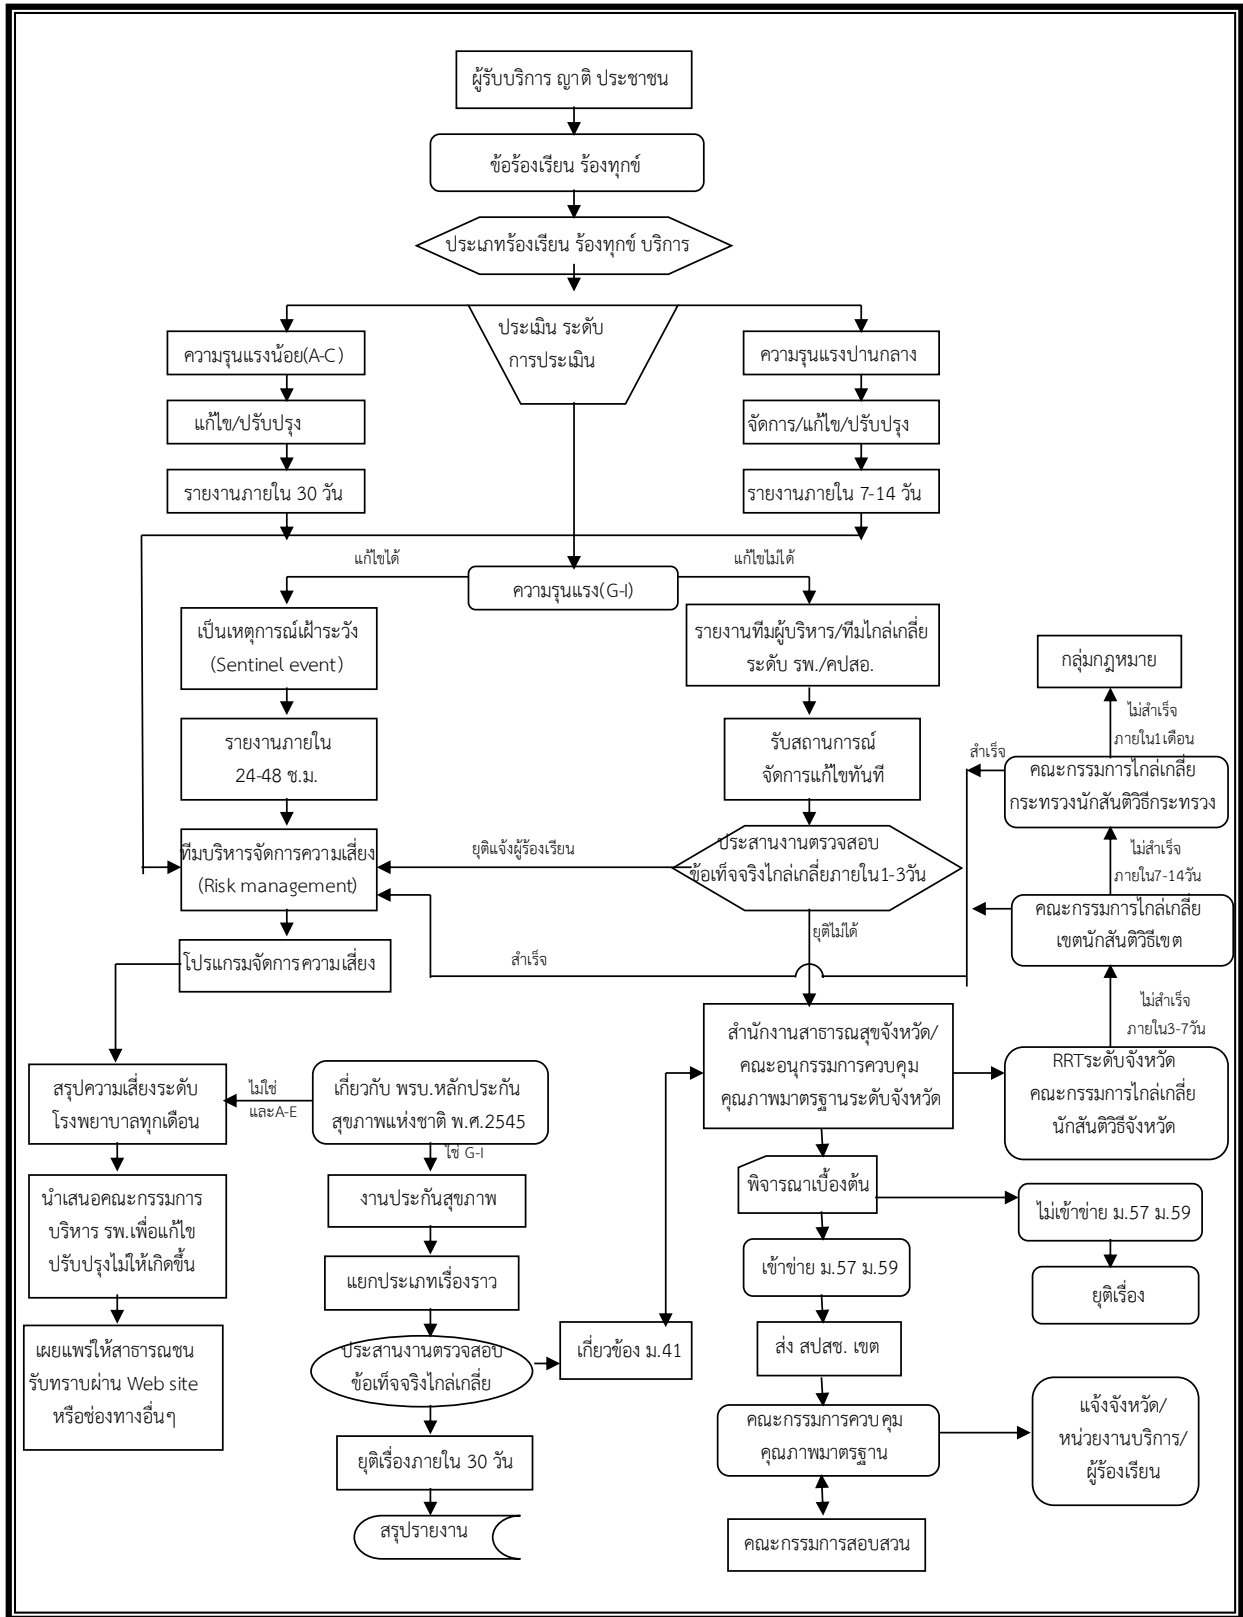 ผู้รับบริการ ญาติ ประชาชน
ข้อร้องเรียน ร้องทุกข์
ประเภทร้องเรียน ร้องทุกข์ บริการ
ประเมิน ระดับ
การประเมิน
ความรุนแรงน้อย(A-C)
ความรุนแรงปานกลาง
แก้ไข/ปรับปรุง
จัดการ/แก้ไข/ปรับปรุง
รายงานภายใน 30 วัน
รายงานภายใน 7-14 วัน
แก้ไขได้
แก้ไขไม่ได้
ความรุนแรง(G-I)
เป็นเหตุการณ์เฝ้าระวัง
(Sentinel event)
รายงานทีมผู้บริหาร/ทีมไกล่เกลี่ย
ระดับ รพ./คปสอ.
กลุ่มกฎหมาย
ไม่สำเร็จ
ภายใน1เดือน
รายงานภายใน
24-48 ช.ม.
รับสถานการณ์
จัดการแก้ไขทันที
สำเร็จ
คณะกรรมการไกล่เกลี่ย
กระทรวงนักสันติวิธีกระทรวง
ทีมบริหารจัดการความเสี่ยง
(Risk management)
ยุติแจ้งผู้ร้องเรียน
ประสานงานตรวจสอบ
ข้อเท็จจริงไกล่เกลี่ยภายใน1-3วัน
ไม่สำเร็จ
ภายใน7-14วัน
คณะกรรมการไกล่เกลี่ย
เขตนักสันติวิธีเขต
ยุติไม่ได้
โปรแกรมจัดการความเสี่ยง
สำเร็จ
ไม่สำเร็จ
ภายใน3-7วัน
สำนักงานสาธารณสุขจังหวัด/
คณะอนุกรรมการควบคุม
คุณภาพมาตรฐานระดับจังหวัด
RRTระดับจังหวัด
คณะกรรมการไกล่เกลี่ย
นักสันติวิธีจังหวัด
สรุปความเสี่ยงระดับ
โรงพยาบาลทุกเดือน
ไม่ใช่
และA-E
เกี่ยวกับ พรบ.หลักประกัน
สุขภาพแห่งชาติ พ.ศ.2545
ใช่ G-I
นำเสนอคณะกรรมการ
บริหาร รพ.เพื่อแก้ไข
ปรับปรุงไม่ให้เกิดขึ้น
งานประกันสุขภาพ
พิจารณาเบื้องต้น
ไม่เข้าข่าย ม.57 ม.59
แยกประเภทเรื่องราว
เข้าข่าย ม.57 ม.59
ยุติเรื่อง
เผยแพร่ให้สาธารณชน
รับทราบผ่าน Web site
หรือช่องทางอื่นๆ
ประสานงานตรวจสอบ
ข้อเท็จจริงไกล่เกลี่ย
เกี่ยวข้อง ม.41
ส่ง สปสช. เขต
คณะกรรมการควบคุม
คุณภาพมาตรฐาน
แจ้งจังหวัด/
หน่วยงานบริการ/
ผู้ร้องเรียน
ยุติเรื่องภายใน 30 วัน
สรุปรายงาน
คณะกรรมการสอบสวน